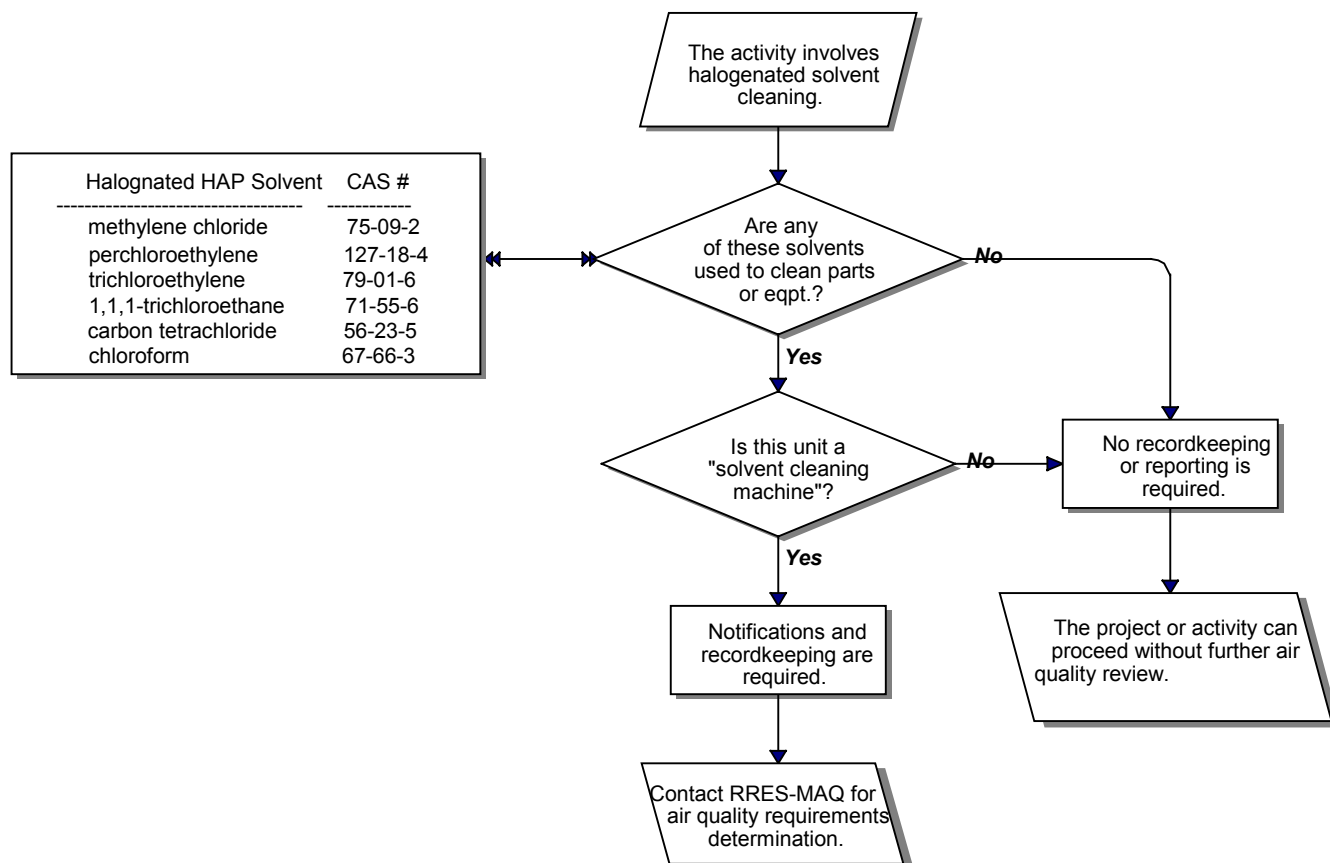 The activity involves
halogenated solvent
cleaning.
Halognated HAP Solvent CAS #
------------------------------------ ------------
methylene chloride 75-09-2
perchloroethylene 127-18-4
trichloroethylene 79-01-6
1,1,1-trichloroethane 71-55-6
carbon tetrachloride 56-23-5
chloroform 67-66-3
Are any
of these solvents
used to clean parts
or eqpt.?
No
Yes
Is this unit a
"solvent cleaning
machine"?
No
No recordkeeping
or reporting is
required.
Yes
Notifications and
recordkeeping are
required.
The project or activity can
proceed without further air
quality review.
Contact RRES-MAQ for
air quality requirements
determination.